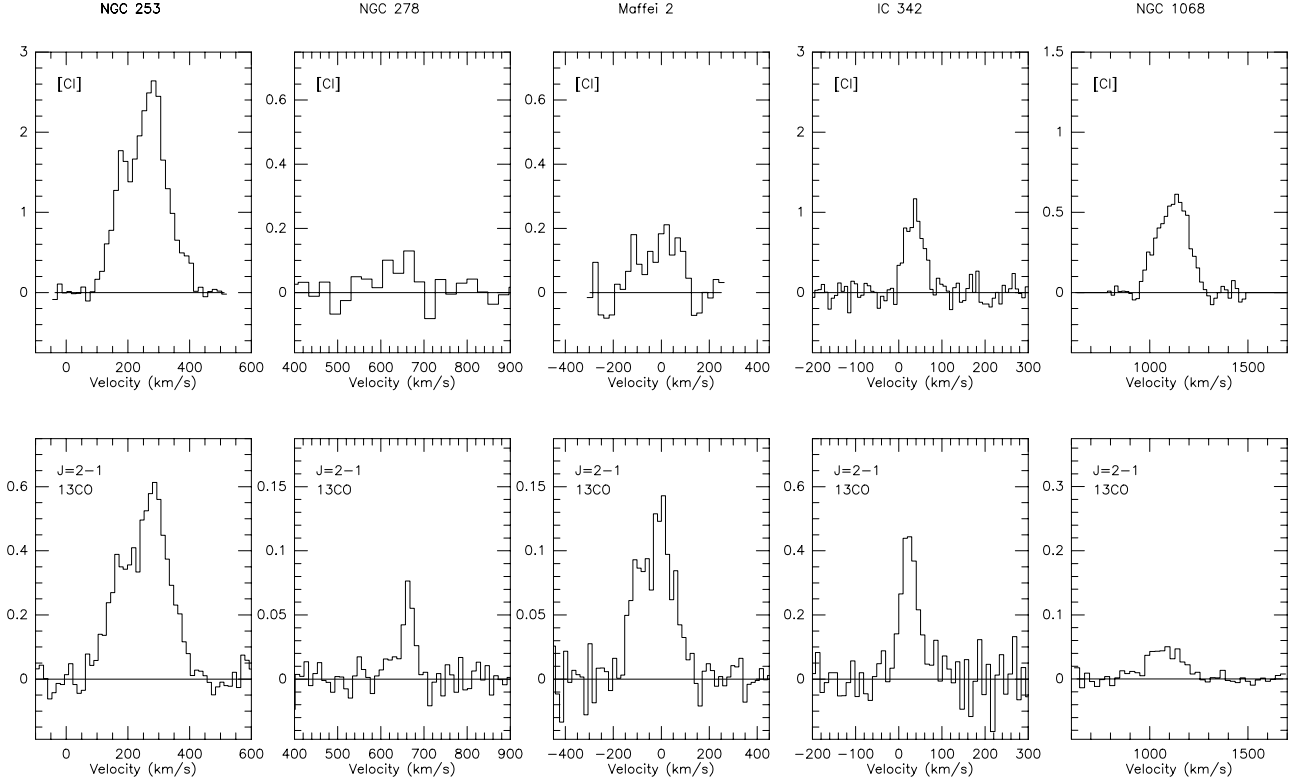 NGC 253 NGC 278 Maffei 2 IC 342 NGC 1068
3 3 1.5
[CI] [CI] [CI] [CI] [CI]
0.6 0.6
2 2 1
0.4 0.4
1 0.2 0.2 1 0.5
0 0 0 0 0
0 200 400 600 400 500 600 700 800 900 −400 −200 0 200 400 −200 −100 0 100 200 300 1000 1500
Velocity (km/s) Velocity (km/s) Velocity (km/s) Velocity (km/s) Velocity (km/s)
J=2−1 J=2−1 J=2−1 J=2−1 J=2−1
0.6 13CO 0.15 13CO 0.15 13CO 0.6 13CO 0.3 13CO
0.4 0.1 0.1 0.4 0.2
0.2 0.05 0.05 0.2 0.1
0 0 0 0 0
0 200 400 600 400 500 600 700 800 900 −400 −200 0 200 400 −200 −100 0 100 200 300 1000 1500
Velocity (km/s) Velocity (km/s) Velocity (km/s) Velocity (km/s) Velocity (km/s)